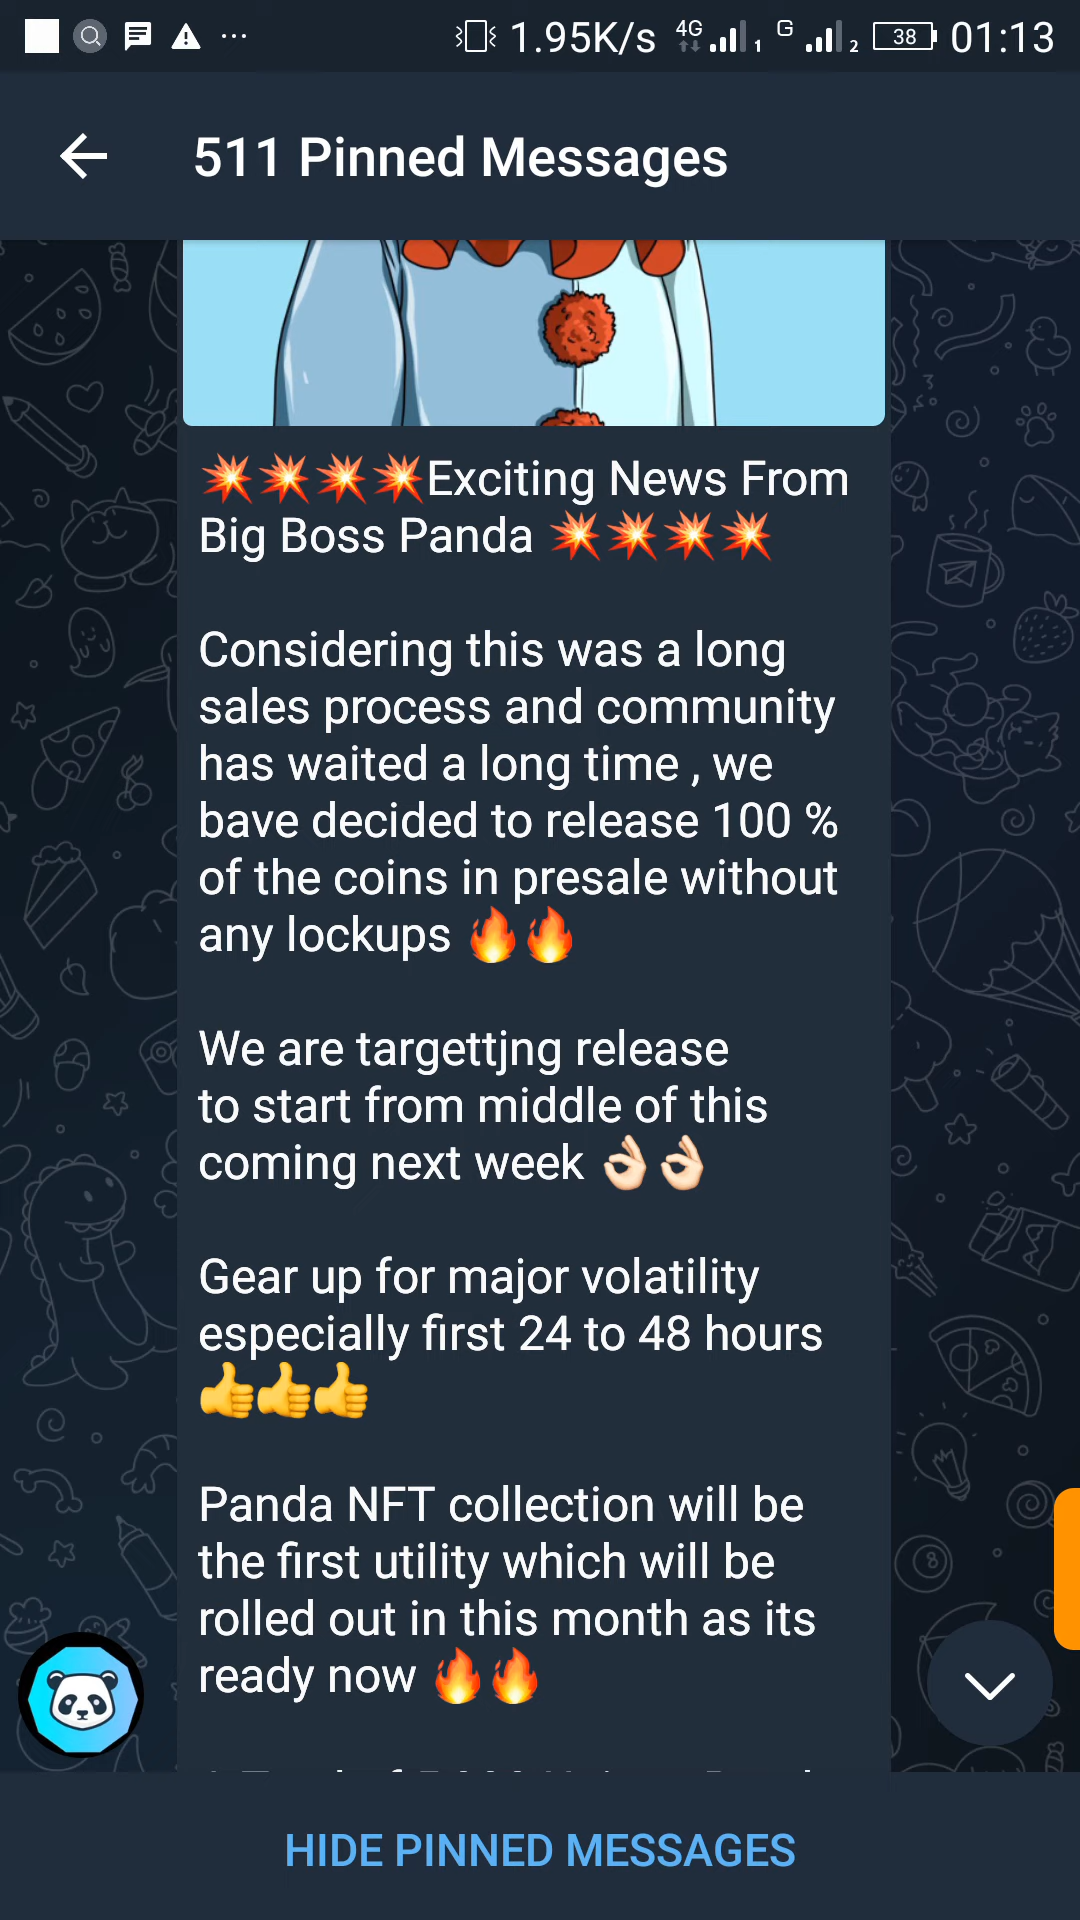 1.95K/s 4G 1 G 2 38 01:13
511 Pinned Messages
💥💥💥💥Exciting News From
Big Boss Panda 💥💥💥💥
Considering this was a long
sales process and community
has waited a long time , we
bave decided to release 100 %
of the coins in presale without
any lockups 🔥🔥
We are targettjng release
to start from middle of this
coming next week 👌🏻👌🏻
Gear up for major volatility
especially first 24 to 48 hours
👍👍👍
Panda NFT collection will be
the first utility which will be
rolled out in this month as its
ready now 🔥🔥
HIDE PINNED MESSAGES